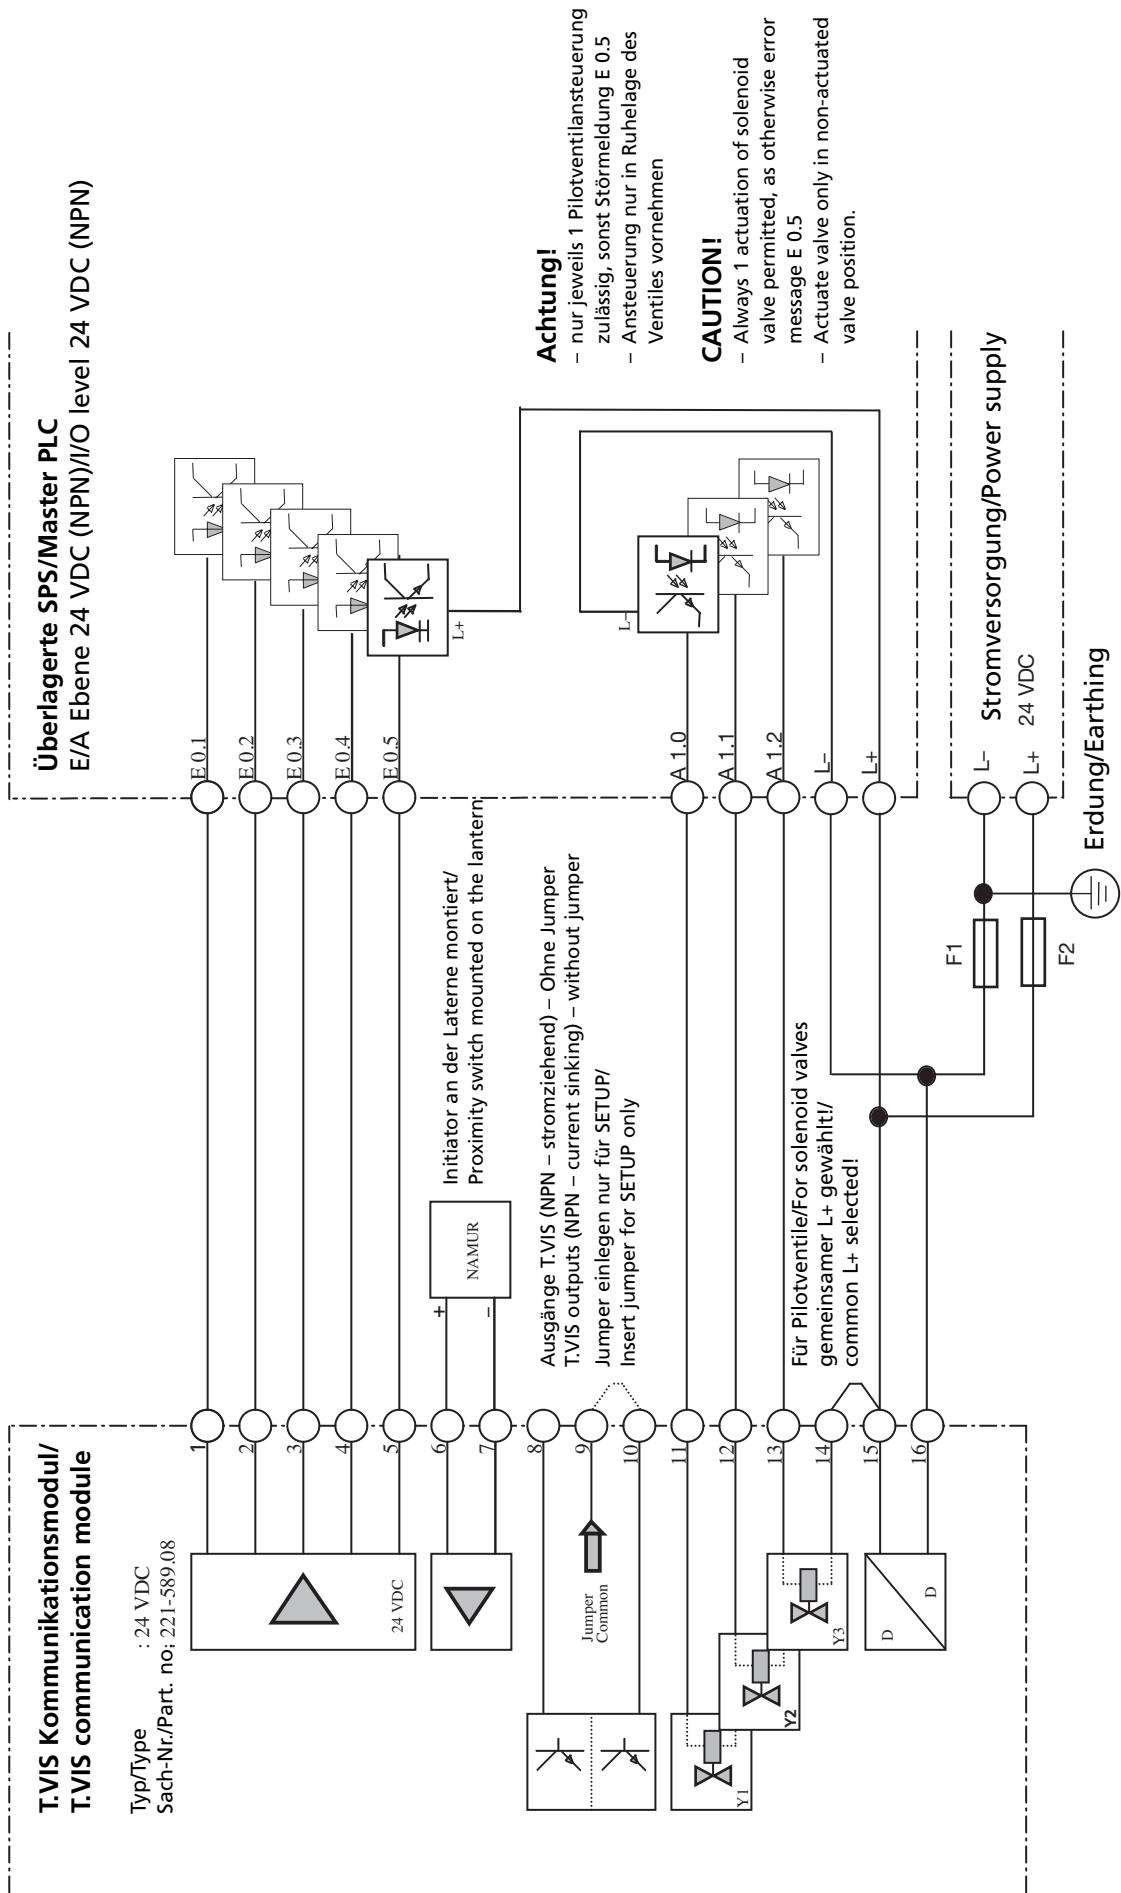 T.VIS Kommunikationsmodul/
T.VIS communication module
Typ/Type : 24 VDC
Sach-Nr./Part. no: 221-589.08
24 VDC
1
2
3
4
5
6
7
8
9
10
11
12
13
14
15
16
Jumper
Common
Y1
Y2
Y3
D
D
NAMUR
+
–
Initiator an der Laterne montiert/
Proximity switch mounted on the lantern
Ausgänge T.VIS (NPN – stromziehend) – Ohne Jumper
T.VIS outputs (NPN – current sinking) – without jumper
Jumper einlegen nur für SETUP/
Insert jumper for SETUP only
Für Pilotventile/For solenoid valves
gemeinsamer L+ gewählt!/
common L+ selected!
Überlagerte SPS/Master PLC
E/A Ebene 24 VDC (NPN)/I/O level 24 VDC (NPN)
E 0.1
E 0.2
E 0.3
E 0.4
E 0.5
A 1.0
A 1.1
A 1.2
L–
L+
L+
L–
Achtung!
– nur jeweils 1 Pilotventilansteuerung
zulässig, sonst Störmeldung E 0.5
– Ansteuerung nur in Ruhelage des
Ventiles vornehmen
CAUTION!
– Always 1 actuation of solenoid
valve permitted, as otherwise error
message E 0.5
– Actuate valve only in non-actuated
valve position.
Stromversorgung/Power supply
24 VDC
L–
L+
F1
F2
Erdung/Earthing